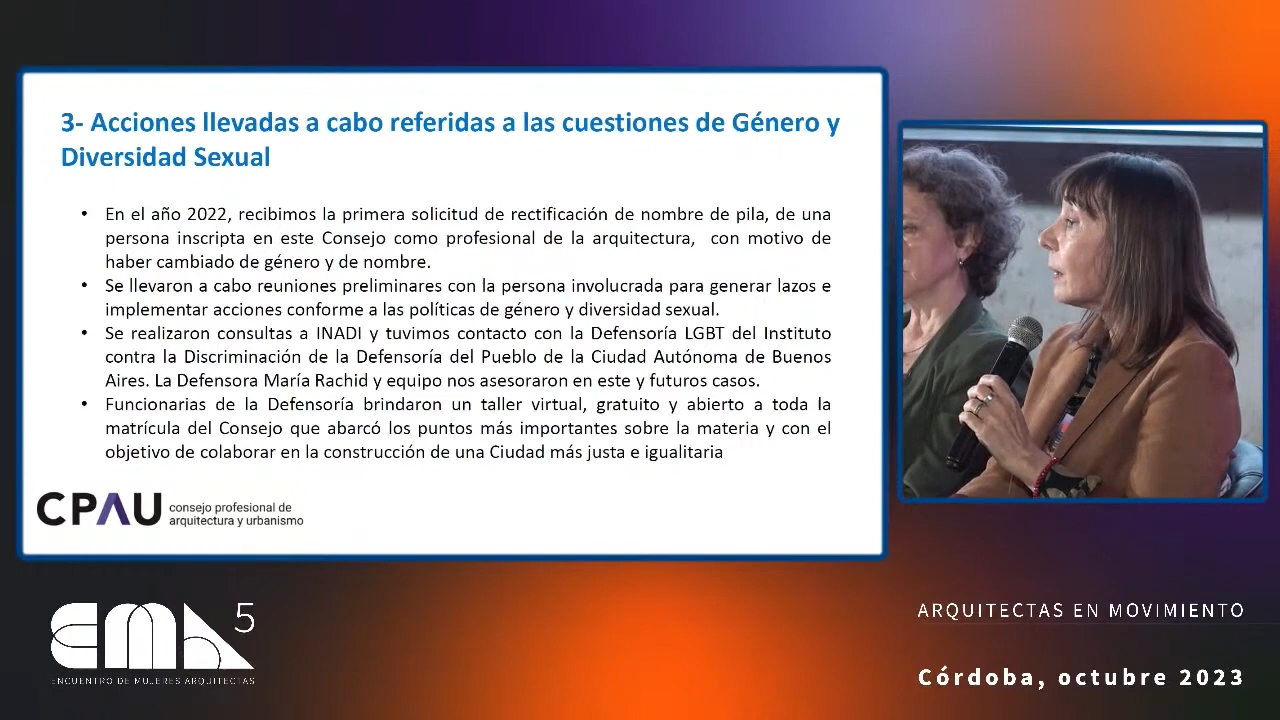 3- Acciones llevadas a cabo referidas a las cuestiones de Género y
Diversidad Sexual
• En el año 2022, recibimos la primera solicitud de rectificación de nombre de pila, de una
persona inscripta en este Consejo como profesional de la arquitectura, con motivo de
haber cambiado de género y de nombre.
• Se llevaron a cabo reuniones preliminares con la persona involucrada para generar lazos e
implementar acciones conforme a las políticas de género y diversidad sexual.
• Se realizaron consultas a INADI y tuvimos contacto con la Defensoría LGBT del Instituto
contra la Discriminación de la Defensoría del Pueblo de la Ciudad Autónoma de Buenos
Aires. La Defensora María Rachid y equipo nos asesoraron en este y futuros casos.
• Funcionarias de la Defensoría brindaron un taller virtual, gratuito y abierto a toda la
matrícula del Consejo que abarcó los puntos más importantes sobre la materia y con el
objetivo de colaborar en la construcción de una Ciudad más justa e igualitaria
CPAU
consejo profesional de
arquitectura y urbanismo
EMA 5
ENCUENTRO DE MUJERES ARQUITECTAS
ARQUITECTAS EN MOVIMIENTO
Córdoba, octubre 2023